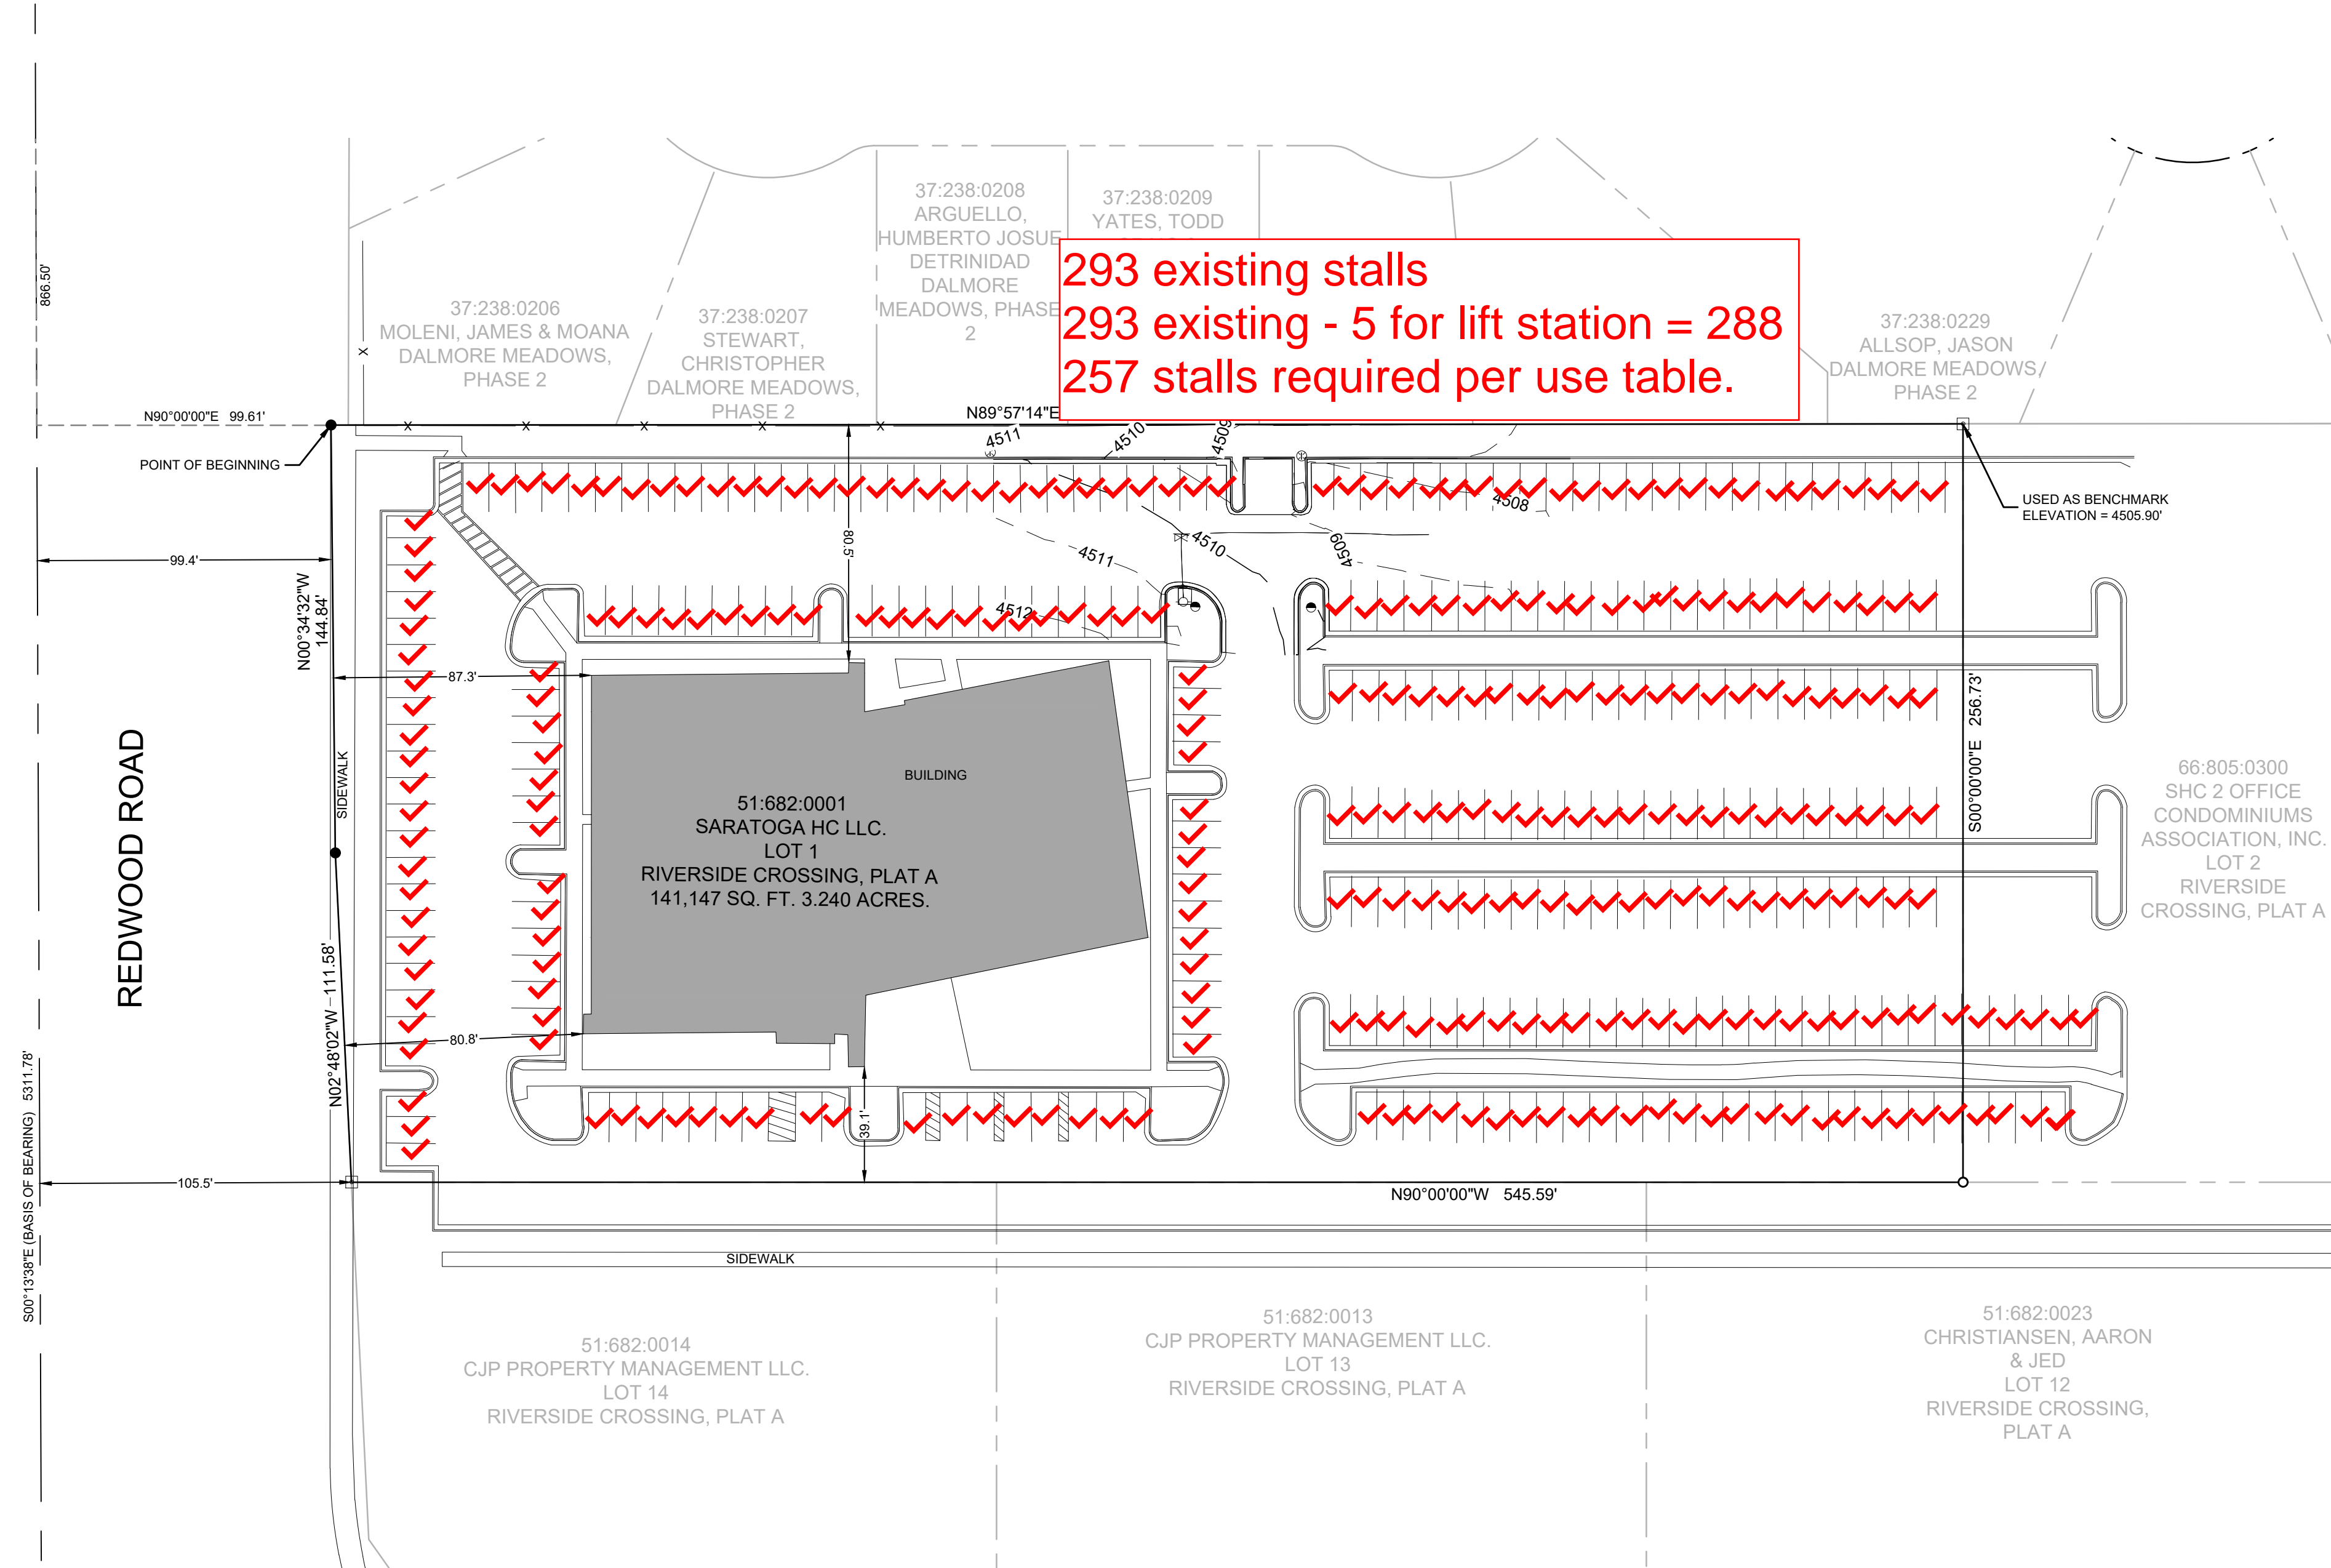 866.50'
37:238:0206
MOLENI, JAMES & MOANA
DALMORE MEADOWS,
PHASE 2
37:238:0207
STEWART,
CHRISTOPHER
DALMORE MEADOWS,
PHASE 2
37:238:0208
ARGUELLO,
HUMBERTO JOSUE
DETRINIDAD
DALMORE
MEADOWS, PHASE
2
37:238:0209
YATES, TODD
293 existing stalls
293 existing - 5 for lift station = 288
257 stalls required per use table.
37:238:0229
ALLSOP, JASON
DALMORE MEADOWS,
PHASE 2
X
N90°00'00"E 99.61'
X
X
X
X
X
N89°57'14"E
POINT OF BEGINNING
4511
4510
4509
USED AS BENCHMARK
ELEVATION = 4505.90'
4508
99.4'
80.5'
4511
4510
4509
4512
N00°34'32"W
144.84'
87.3'
S00°00'00"E 256.73'
REDWOOD ROAD
SIDEWALK
BUILDING
51:682:0001
SARATOGA HC LLC.
LOT 1
RIVERSIDE CROSSING, PLAT A
141,147 SQ. FT. 3.240 ACRES.
66:805:0300
SHC 2 OFFICE
CONDOMINIUMS
ASSOCIATION, INC.
LOT 2
RIVERSIDE
CROSSING, PLAT A
N02°48'02"W 111.58'
80.8'
39.1'
S00°13'38"E (BASIS OF BEARING) 5311.78'
105.5'
N90°00'00"W 545.59'
SIDEWALK
51:682:0014
CJP PROPERTY MANAGEMENT LLC.
LOT 14
RIVERSIDE CROSSING, PLAT A
51:682:0013
CJP PROPERTY MANAGEMENT LLC.
LOT 13
RIVERSIDE CROSSING, PLAT A
51:682:0023
CHRISTIANSEN, AARON
& JED
LOT 12
RIVERSIDE CROSSING,
PLAT A